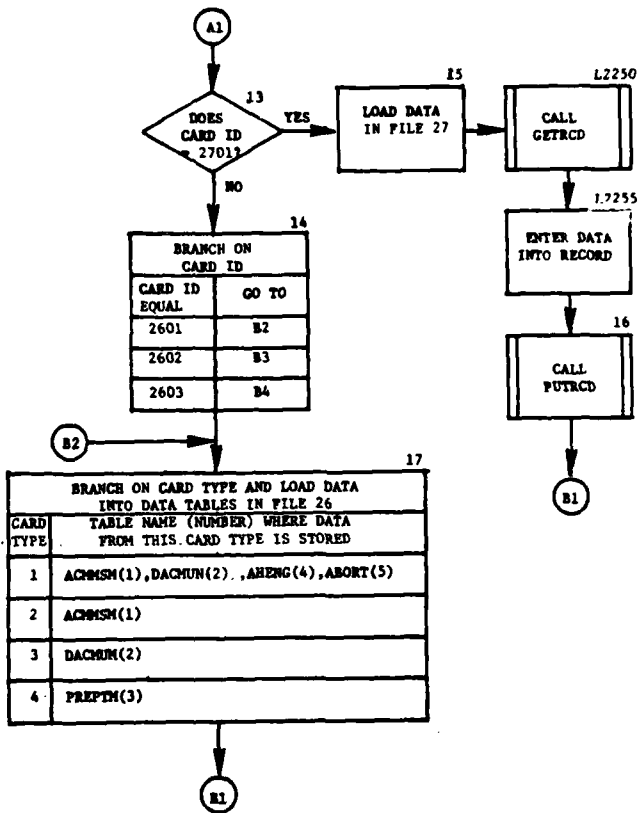 A1
13
DOES
CARD ID
= 2701?
YES
NO
15
LOAD DATA
IN FILE 27
L2250
CALL
GETRCD
L7255
ENTER DATA
INTO RECORD
16
CALL
PUTRCD
B1
14
BRANCH ON
CARD ID
CARD ID EQUAL GO TO
2601 B2
2602 B3
2603 B4
B2
17
BRANCH ON CARD TYPE AND LOAD DATA
INTO DATA TABLES IN FILE 26
CARD TYPE TABLE NAME (NUMBER) WHERE DATA
FROM THIS CARD TYPE IS STORED
1 ACMMSM(1),DACMUN(2) ,AHENG(4),ABORT(5)
2 ACMMSM(1)
3 DACMUM(2)
4 PREPTM(3)
B1